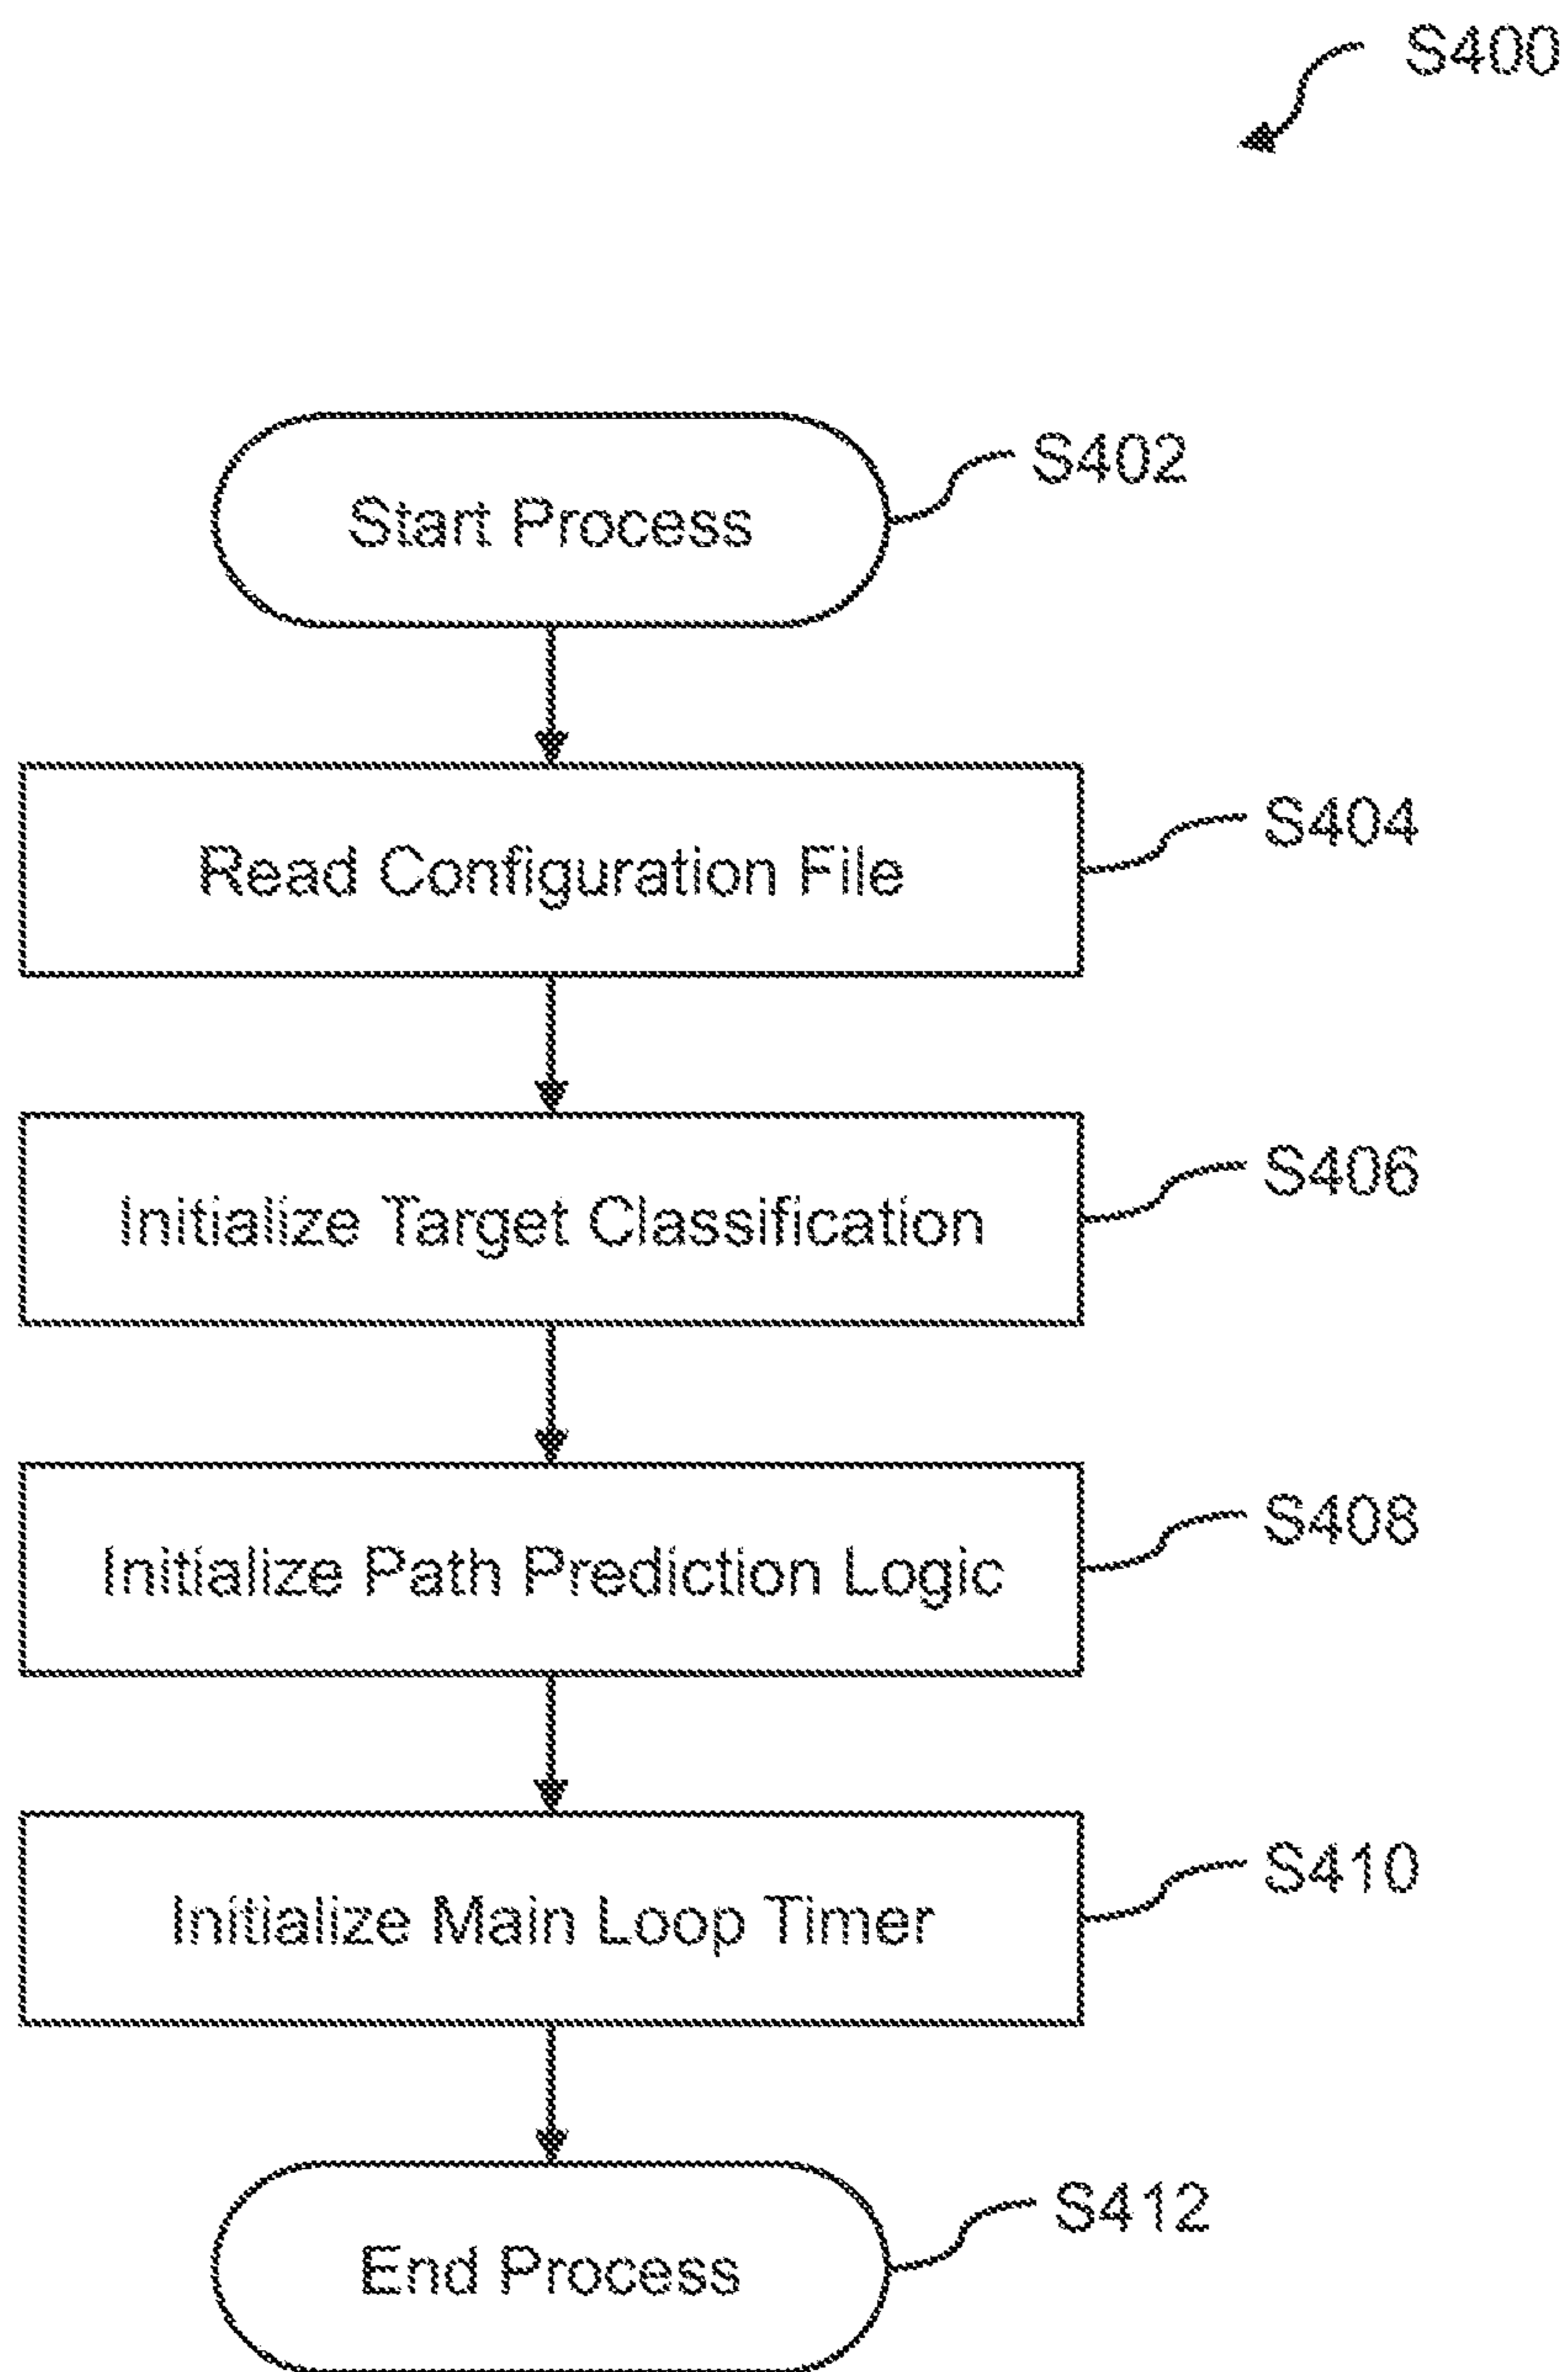 S400
Start Process
S402
Read Configuration File
S404
Initialize Target Classification
S406
Initialize Path Prediction Logic
S408
Initialize Main Loop Timer
S410
End Process
S412